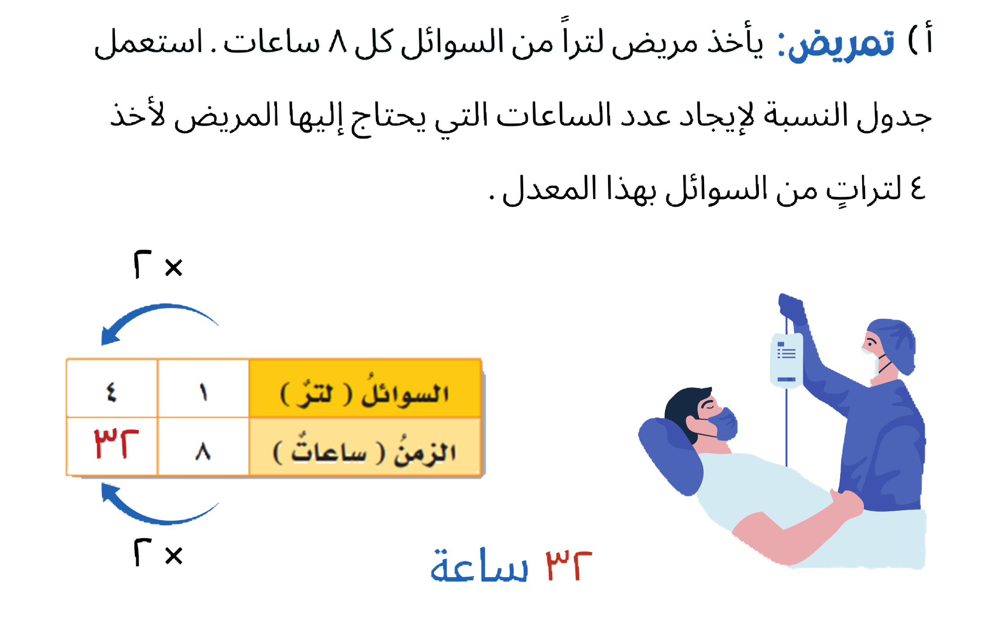 أ ) تمريض: يأخذ مريض لتراً من السوائل كل ٨ ساعات . استعمل
جدول النسبة لإيجاد عدد الساعات التي يحتاج إليها المريض لأخذ
٤ لتراتٍ من السوائل بهذا المعدل .
× ٢
السوائلُ ( لترٌ ) ١ ٤
الزمنُ ( ساعاتٌ ) ٨ ٣٢
× ٢
٣٢ ساعة